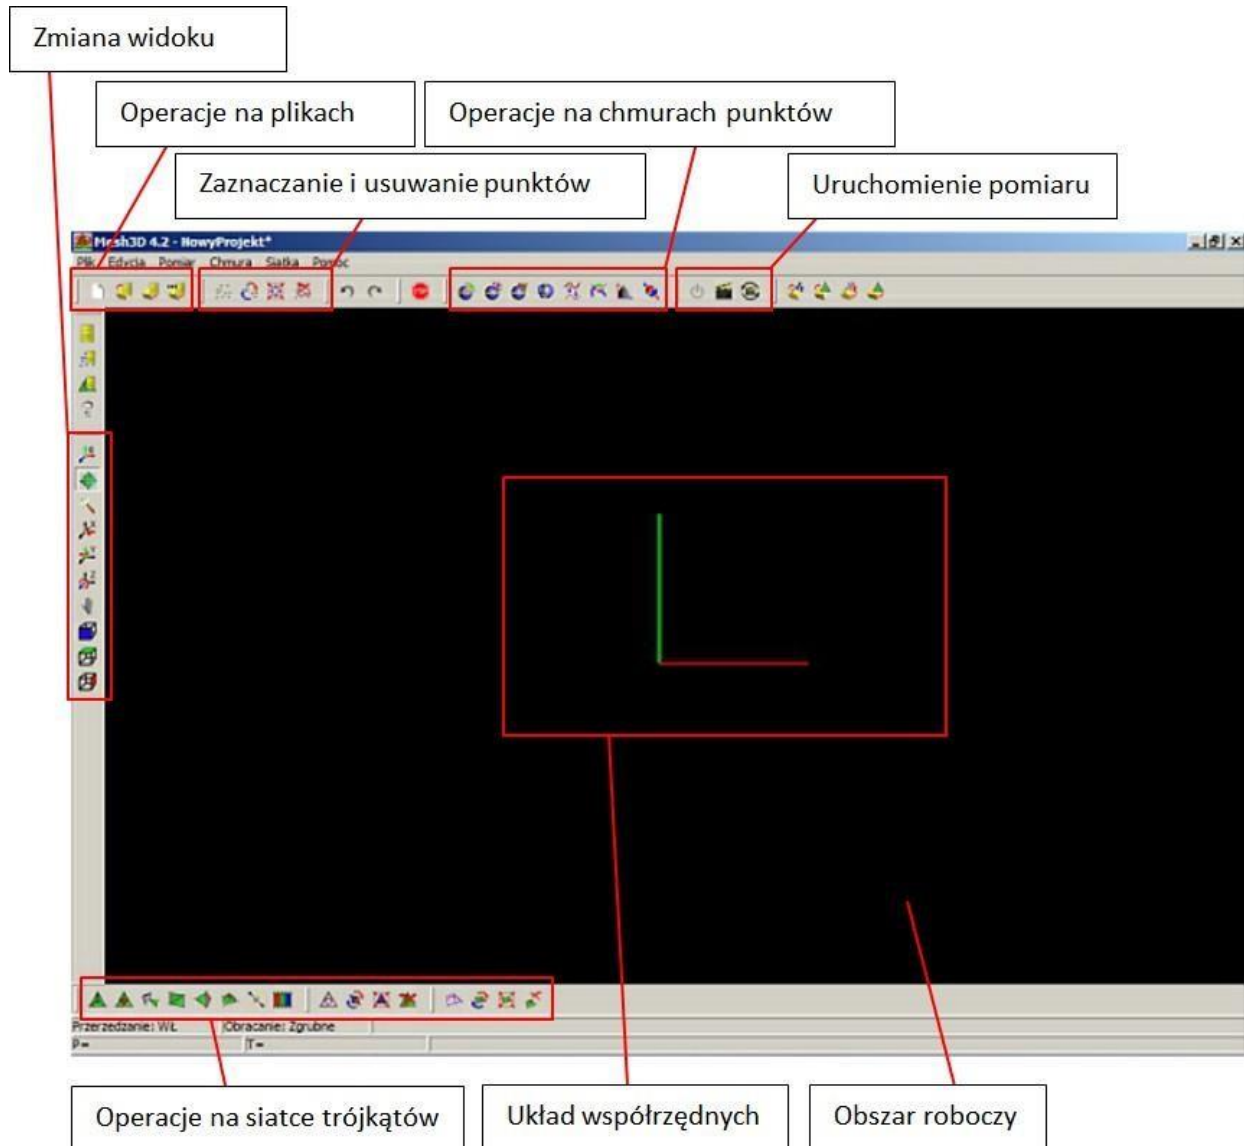 Zmiana widoku
Operacje na plikach
Operacje na chmurach punktów
Zaznaczanie i usuwanie punktów
Uruchomienie pomiaru
Mesh3D 4.2 - NowyProjekt*
Plik Edycja Pomiar Chmura Siatka Pomoc
Przerzedzanie: WŁ Obracanie: Zgrubne
P= T=
Operacje na siatce trójkątów
Układ współrzędnych
Obszar roboczy